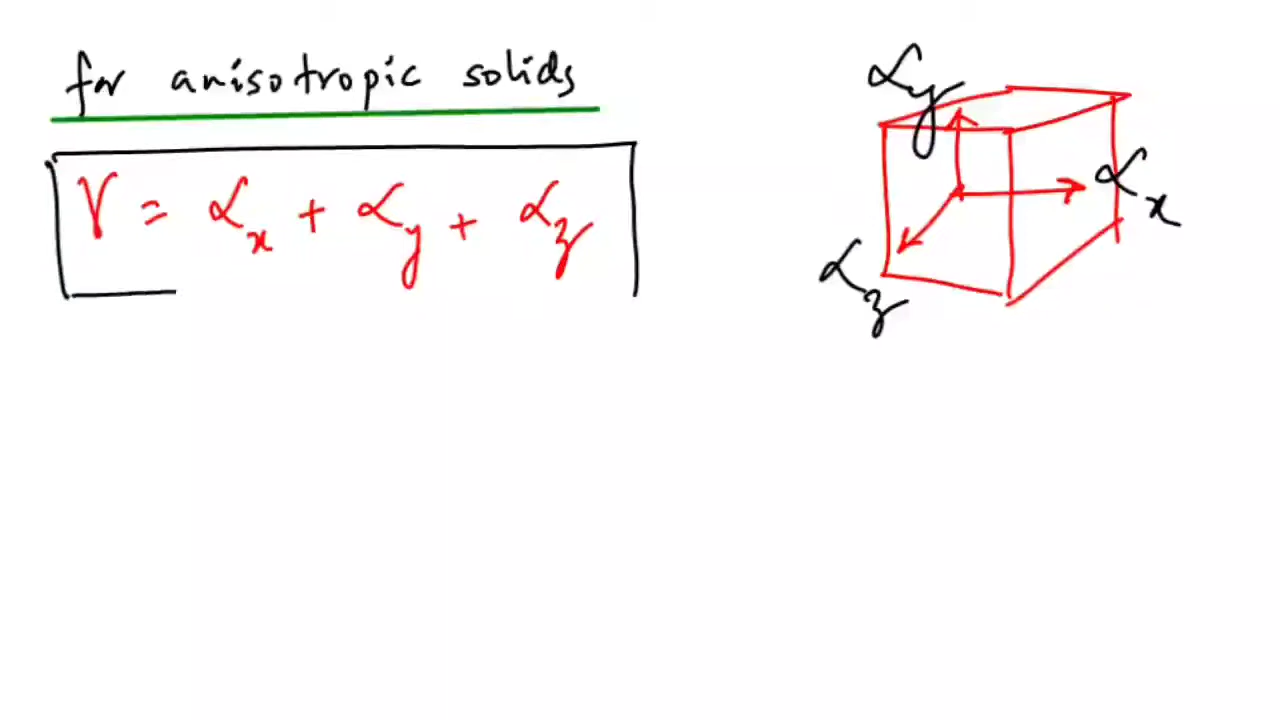 for anisotropic solids
γ = αx + αy + αz
αy
αx
αz